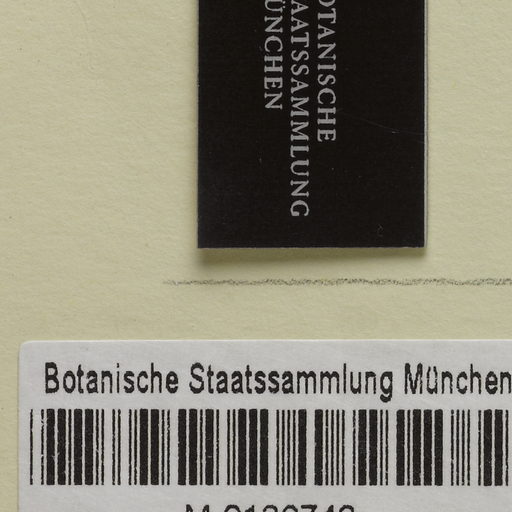 OTANISCHE
AATSSAMMLUNG
ÜNCHEN
Botanische Staatssammlung München